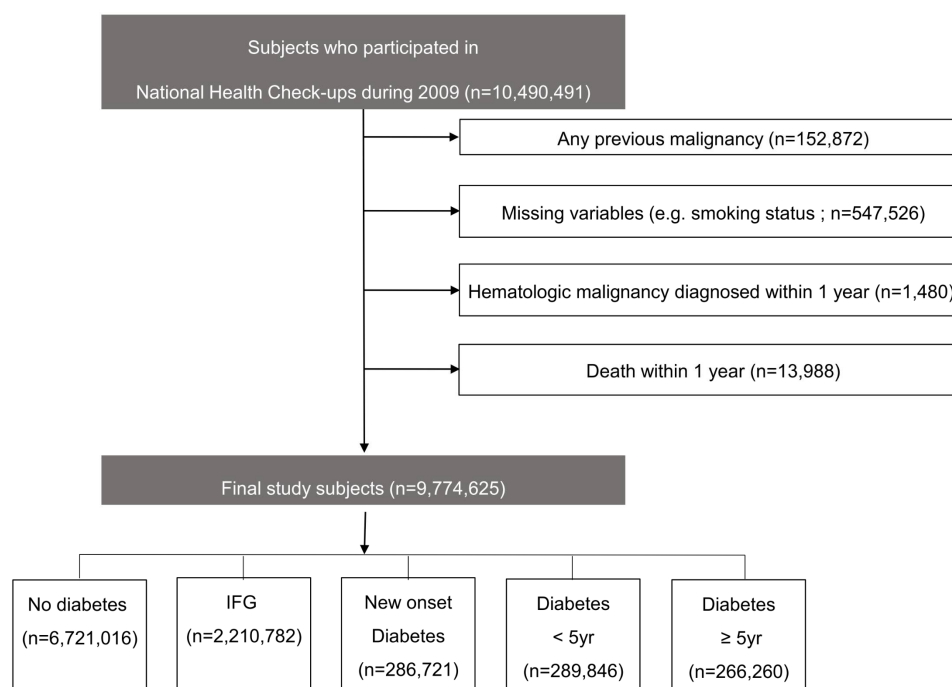 Subjects who participated in
National Health Check-ups during 2009 (n=10,490,491)
Any previous malignancy (n=152,872)
Missing variables (e.g. smoking status ; n=547,526)
Hematologic malignancy diagnosed within 1 year (n=1,480)
Death within 1 year (n=13,988)
Final study subjects (n=9,774,625)
No diabetes
(n=6,721,016)
IFG
(n=2,210,782)
New onset
Diabetes
(n=286,721)
Diabetes
< 5yr
(n=289,846)
Diabetes
≥ 5yr
(n=266,260)